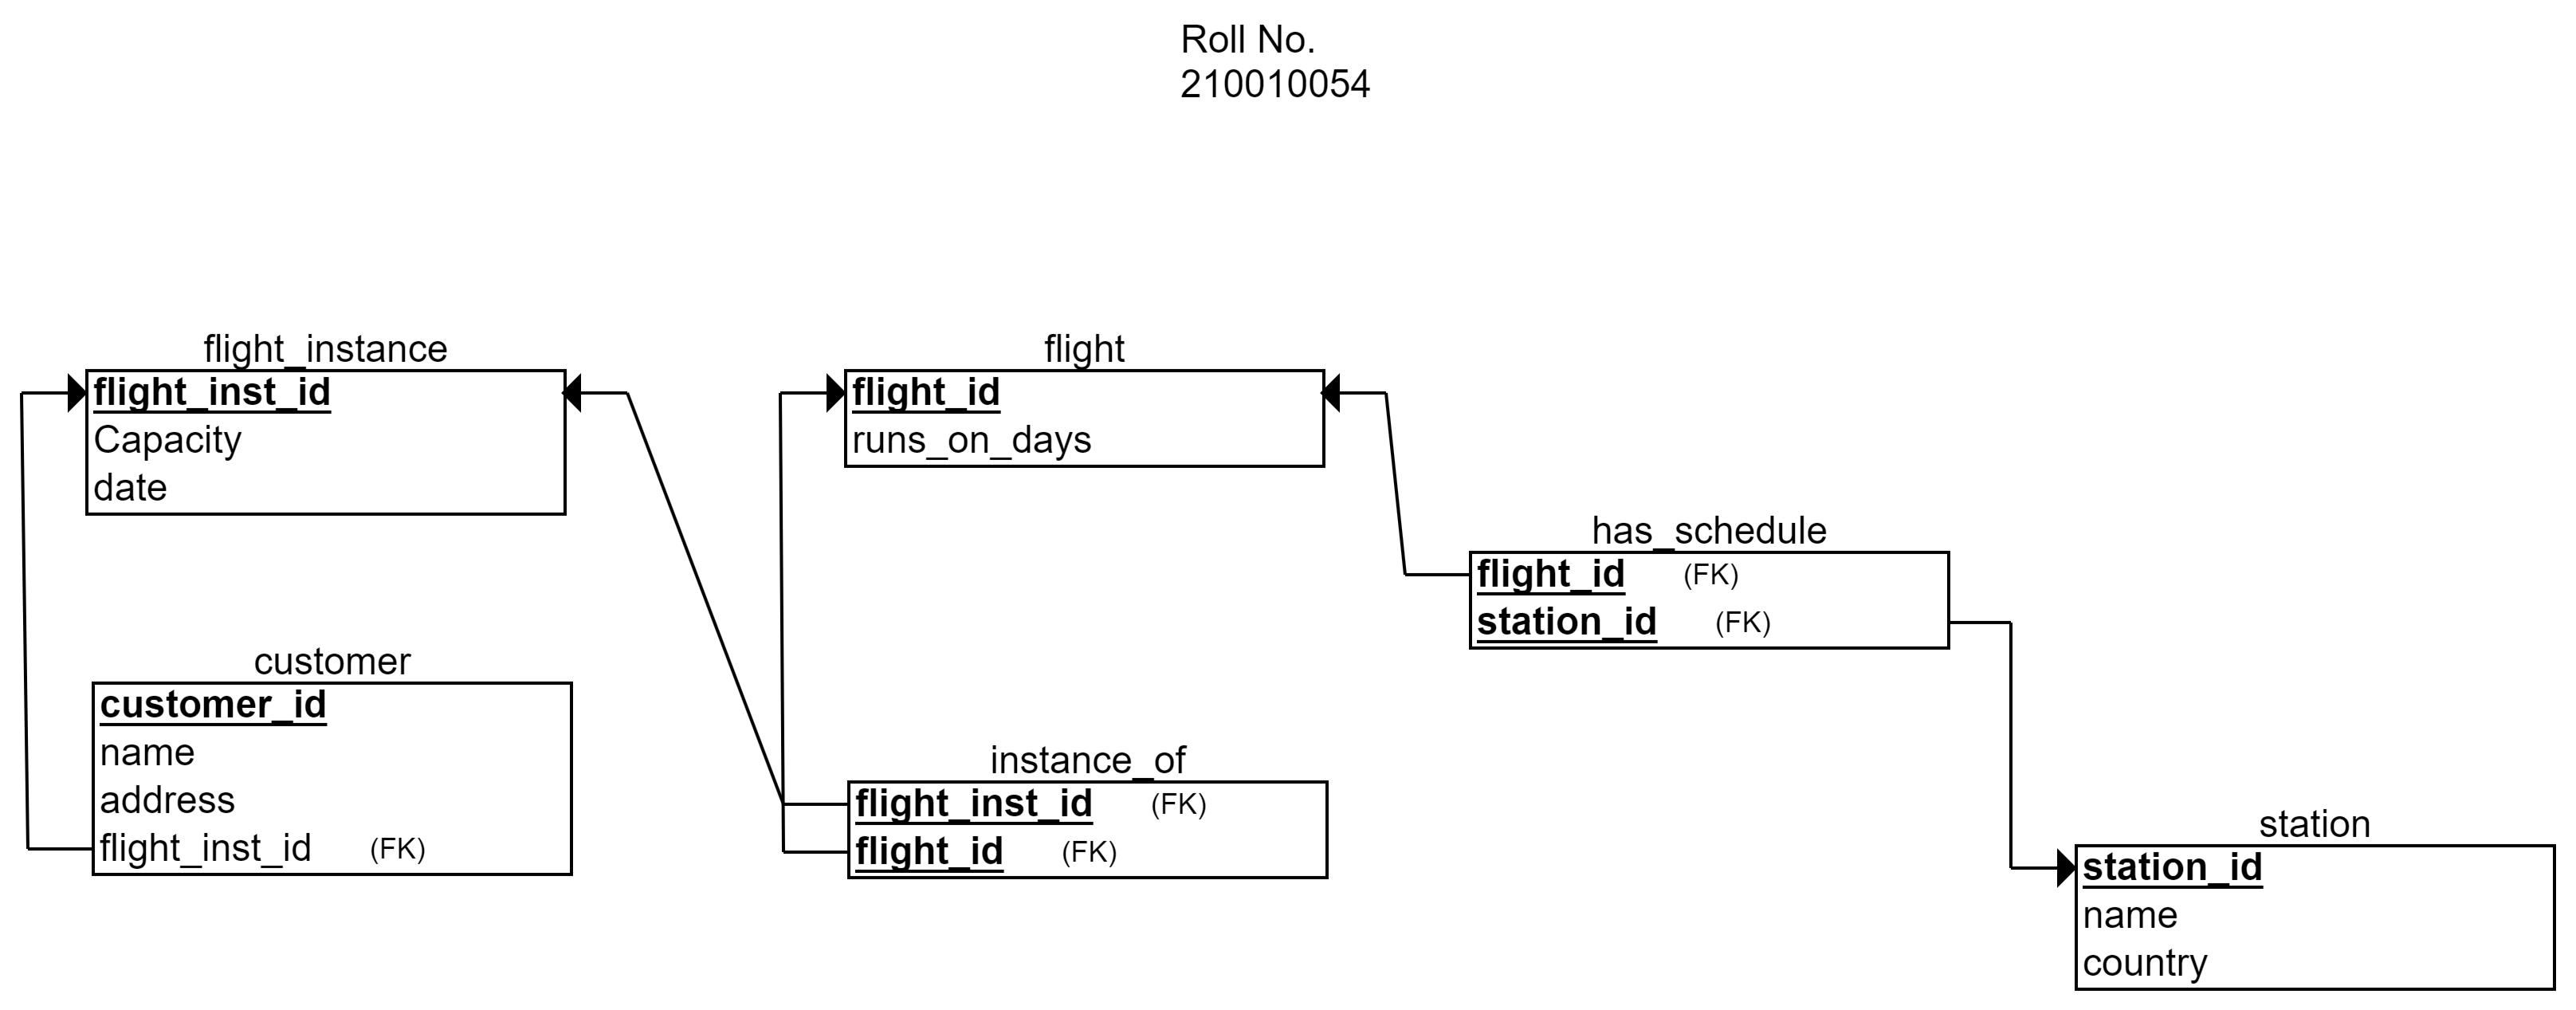 Roll No.
210010054
flight_instance
flight_inst_id
Capacity
date
flight
flight_id
runs_on_days
has_schedule
flight_id (FK)
station_id (FK)
customer
customer_id
name
address
flight_inst_id (FK)
instance_of
flight_inst_id (FK)
flight_id (FK)
station
station_id
name
country